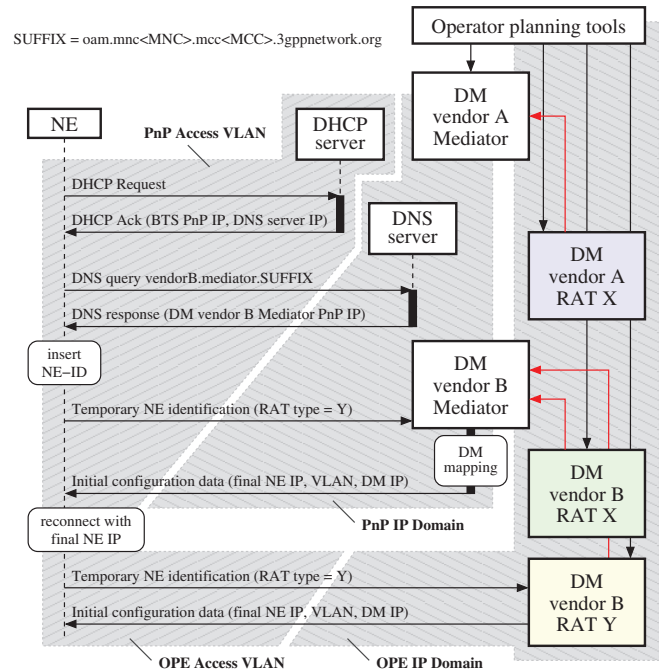 Operator planning tools
SUFFIX = oam.mnc<MNC>.mcc<MCC>.3gppnetwork.org
DM
vendor A
Mediator
NE
PnP Access VLAN
DHCP
server
DHCP Request
DHCP Ack (BTS PnP IP, DNS server IP)
DNS
server
DM
vendor A
RAT X
DNS query vendorB.mediator.SUFFIX
DNS response (DM vendor B Mediator PnP IP)
insert
NE−ID
DM
vendor B
Mediator
Temporary NE identification (RAT type = Y)
DM
mapping
Initial configuration data (final NE IP, VLAN, DM IP)
DM
vendor B
RAT X
reconnect with
final NE IP
PnP IP Domain
Temporary NE identification (RAT type = Y)
Initial configuration data (final NE IP, VLAN, DM IP)
DM
vendor B
RAT Y
OPE Access VLAN
OPE IP Domain